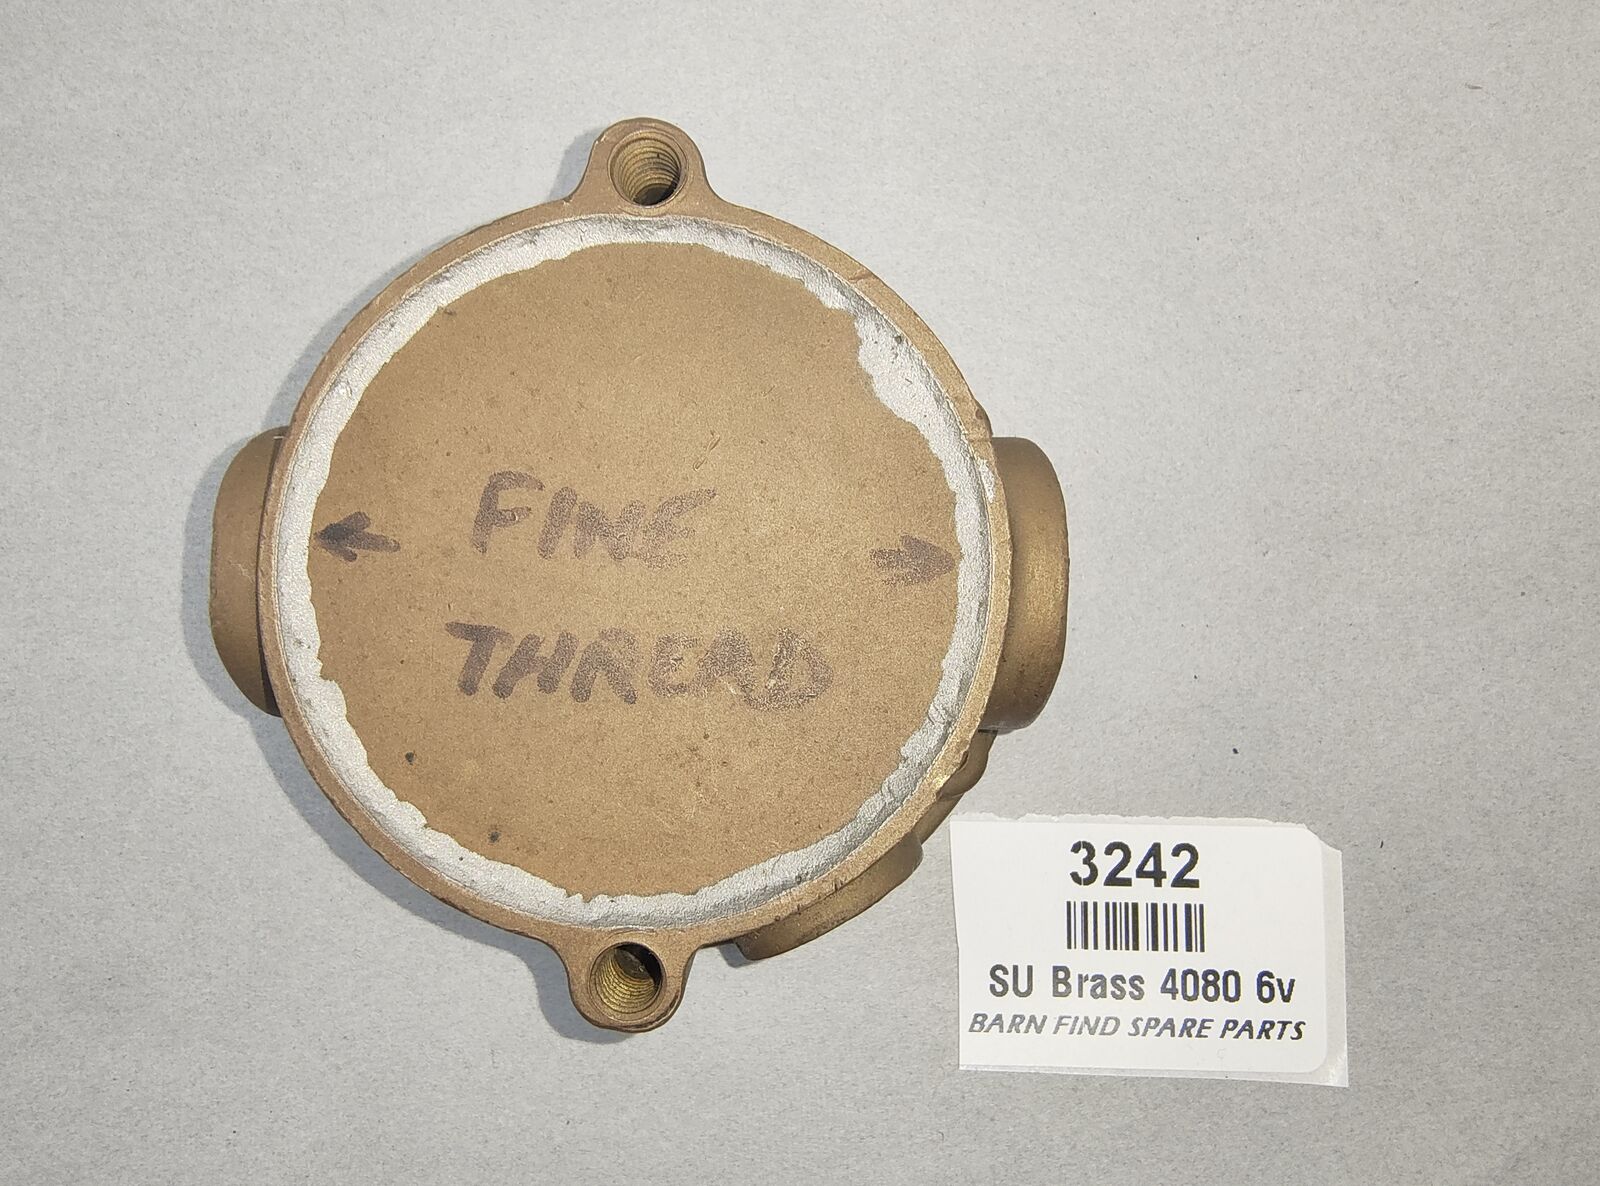 FINE
THREAD
3242
SU Brass 4080 6v
BARN FIND SPARE PARTS